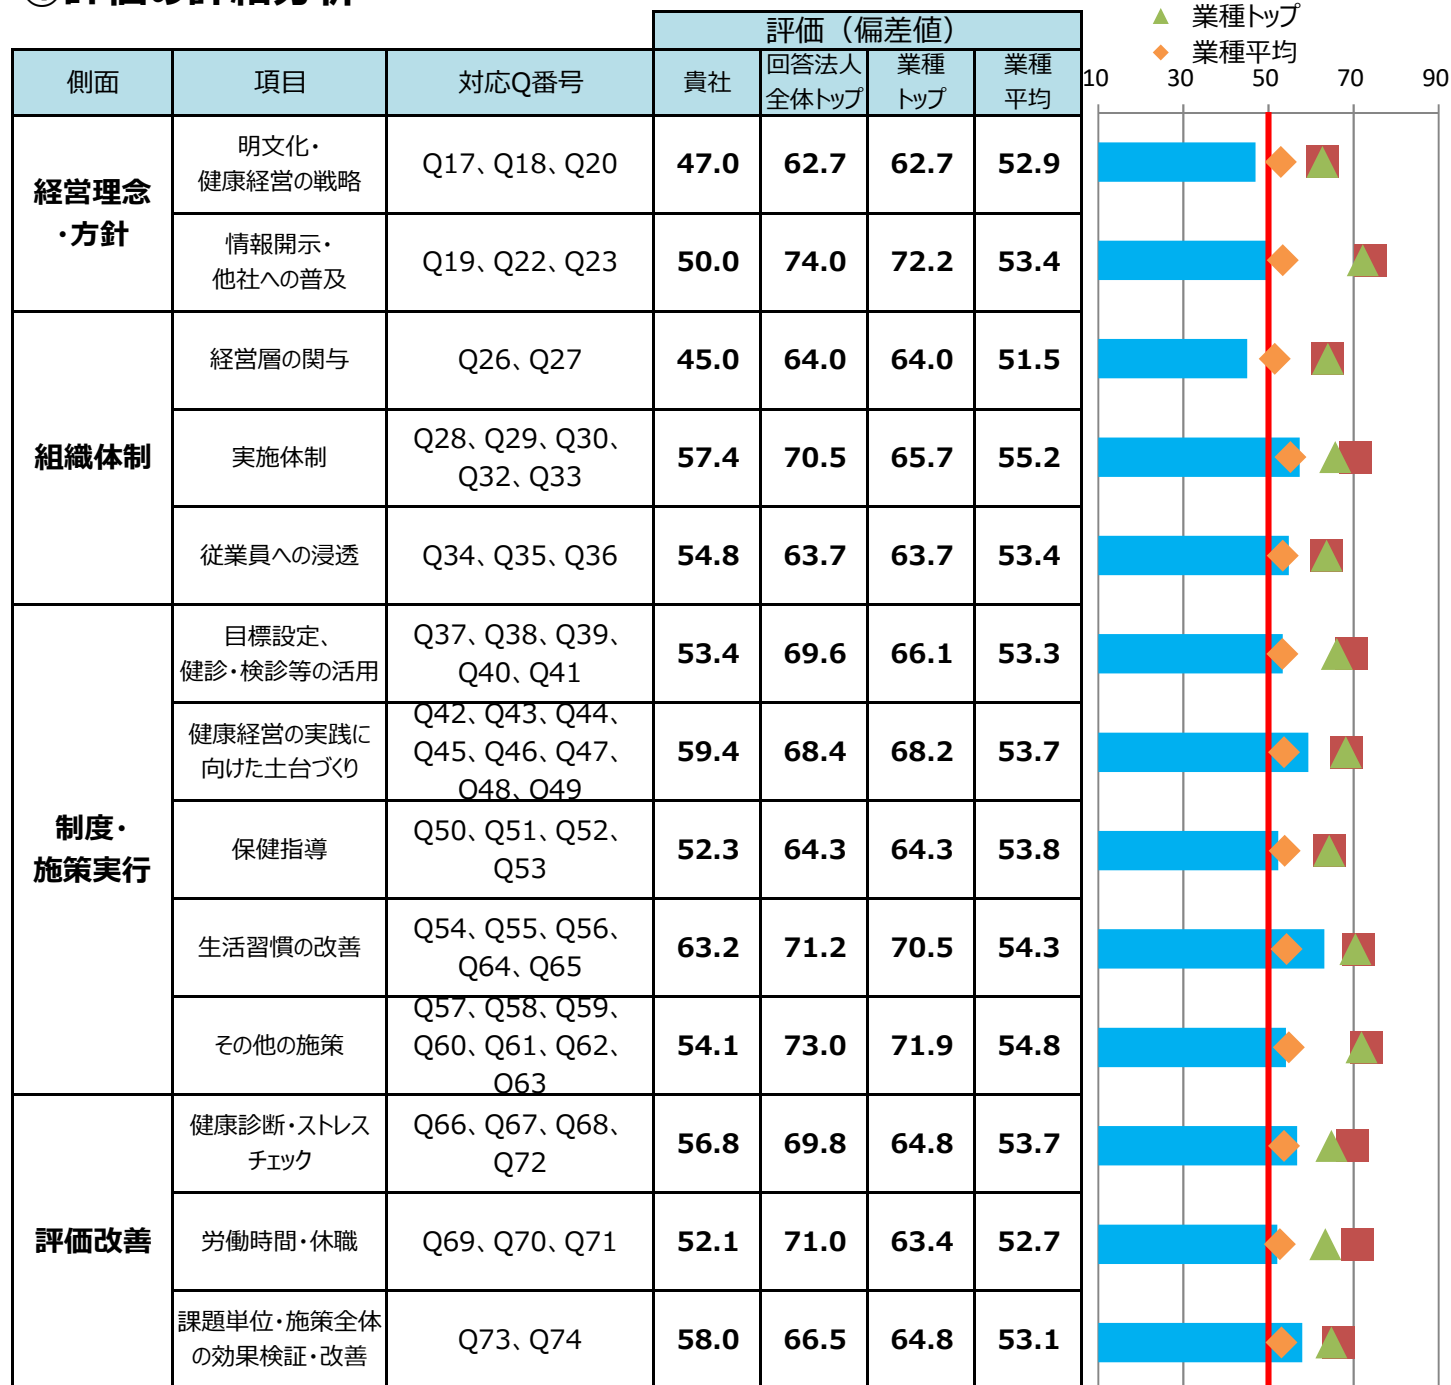 評価の詳細分析
業種トップ
業種平均
評価（偏差値）
側面 項目 対応Q番号 貴社 回答法人全体トップ 業種トップ 業種平均
10 30 50 70 90
経営理念・方針
明文化・健康経営の戦略 Q17、Q18、Q20 47.0 62.7 62.7 52.9
情報開示・他社への普及 Q19、Q22、Q23 50.0 74.0 72.2 53.4
組織体制
経営層の関与 Q26、Q27 45.0 64.0 64.0 51.5
実施体制 Q28、Q29、Q30、Q32、Q33 57.4 70.5 65.7 55.2
従業員への浸透 Q34、Q35、Q36 54.8 63.7 63.7 53.4
制度・施策実行
目標設定、健診・検診等の活用 Q37、Q38、Q39、Q40、Q41 53.4 69.6 66.1 53.3
健康経営の実践に向けた土台づくり Q42、Q43、Q44、Q45、Q46、Q47、Q48、Q49 59.4 68.4 68.2 53.7
保健指導 Q50、Q51、Q52、Q53 52.3 64.3 64.3 53.8
生活習慣の改善 Q54、Q55、Q56、Q64、Q65 63.2 71.2 70.5 54.3
その他の施策 Q57、Q58、Q59、Q60、Q61、Q62、Q63 54.1 73.0 71.9 54.8
評価改善
健康診断・ストレスチェック Q66、Q67、Q68、Q72 56.8 69.8 64.8 53.7
労働時間・休職 Q69、Q70、Q71 52.1 71.0 63.4 52.7
課題単位・施策全体の効果検証・改善 Q73、Q74 58.0 66.5 64.8 53.1